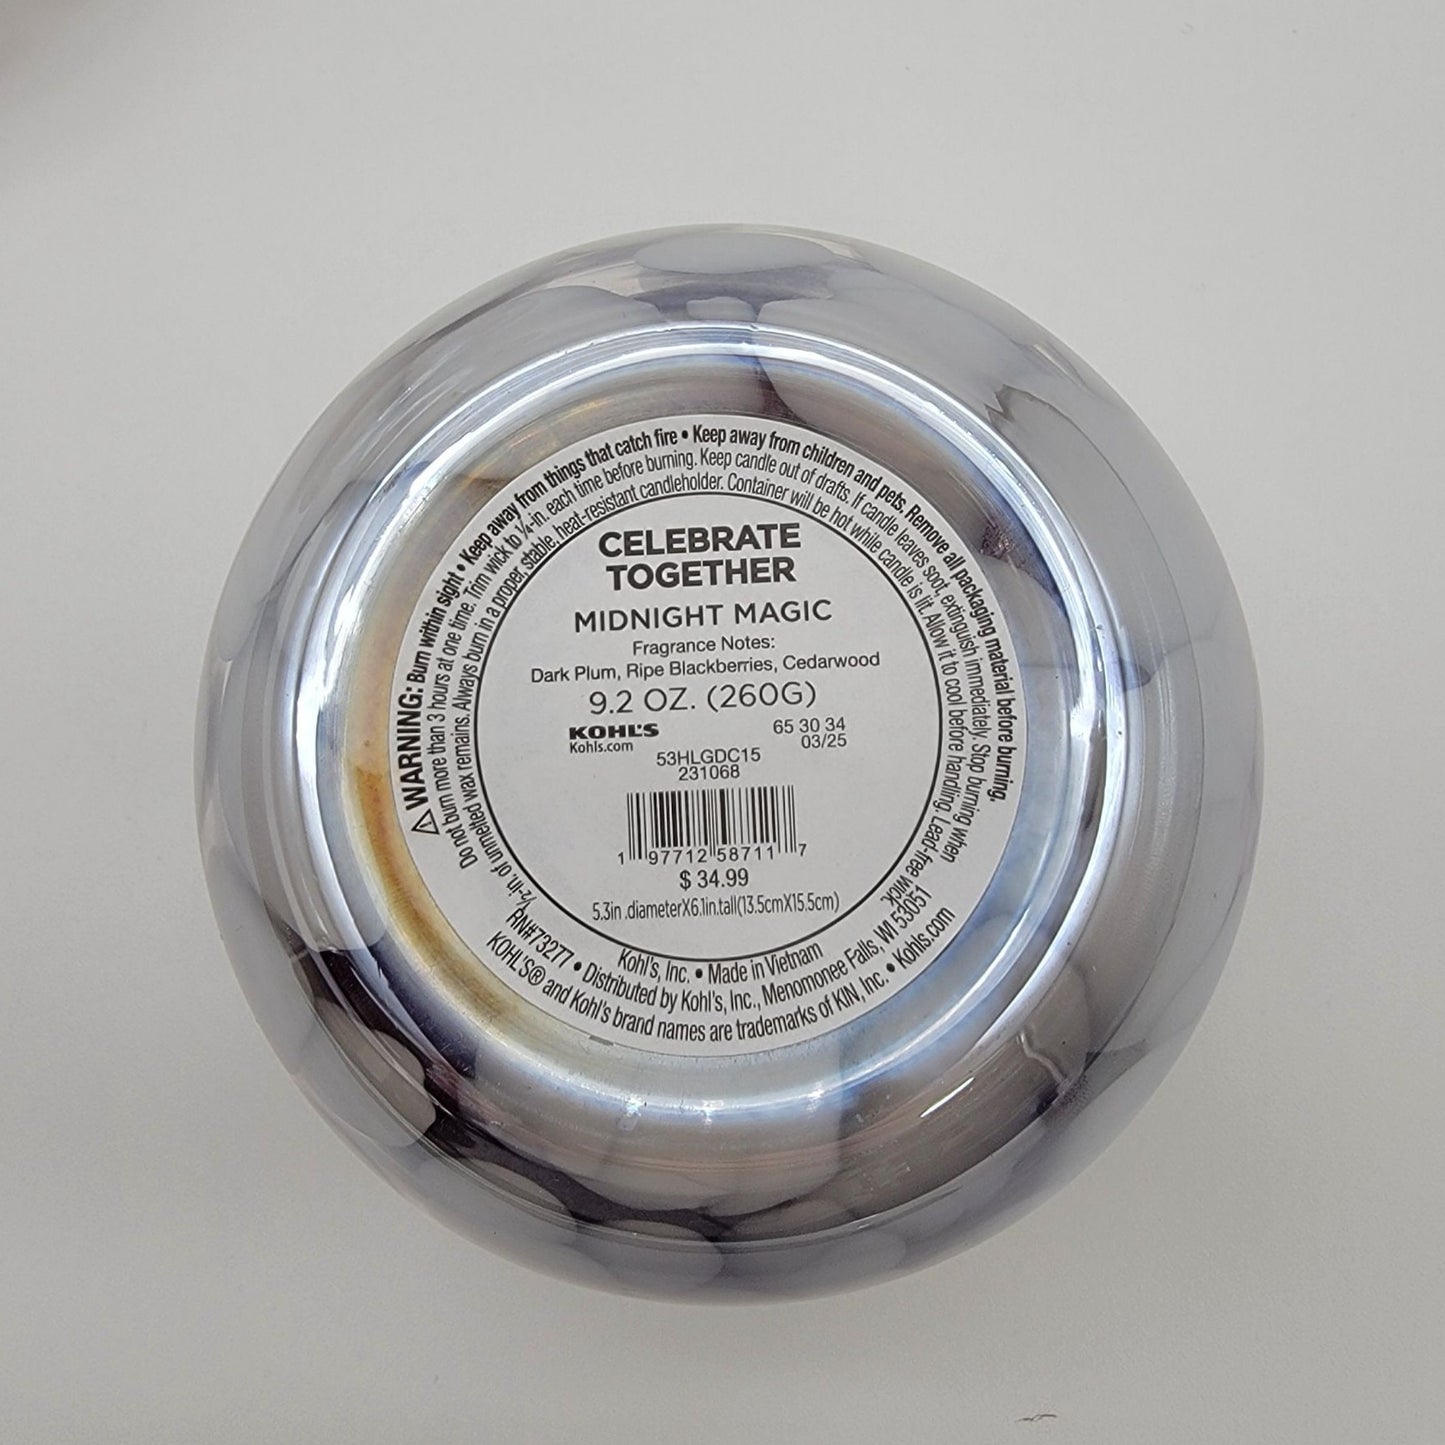 ⚠ WARNING: Burn within sight • Keep away from things that catch fire • Keep away from children and pets. Remove all packaging material before burning.
Do not burn more than 3 hours at one time. Trim wick to ¼-in. each time before burning. Keep candle out of drafts. If candle leaves soot, extinguish immediately. Stop burning when
½-in. of unmelted wax remains. Always burn in a proper, stable, heat-resistant candleholder. Container will be hot while candle is lit. Allow it to cool before handling. Lead-free wick.
CELEBRATE
TOGETHER
MIDNIGHT MAGIC
Fragrance Notes:
Dark Plum, Ripe Blackberries, Cedarwood
9.2 OZ. (260G)
KOHL'S 65 30 34
Kohls.com 03/25
53HLGDC15
231068
1 97712 58711 7
$ 34.99
5.3in .diameterX6.1in.tall(13.5cmX15.5cm)
Kohl's, Inc. • Made in Vietnam
RN#73277 • Distributed by Kohl's, Inc., Menomonee Falls, WI 53051
KOHL'S® and Kohl's brand names are trademarks of KIN, Inc. • Kohls.com